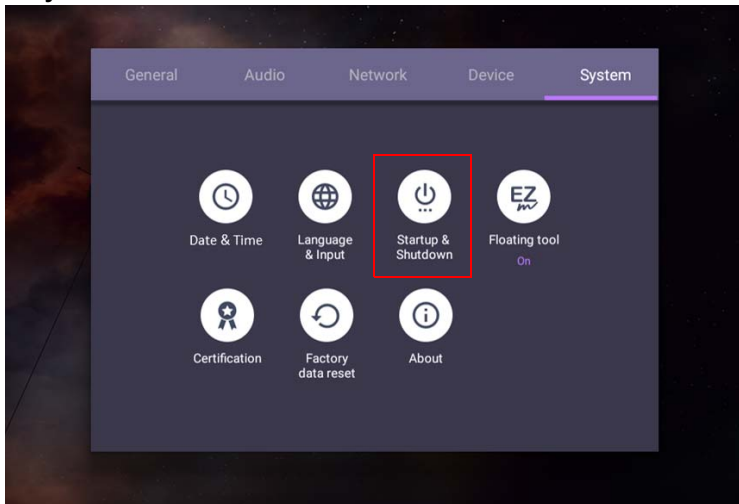 General Audio Network Device System
Date & Time
Language
& Input
Startup &
Shutdown
EZ
Floating tool
On
Certification
Factory
data reset
About